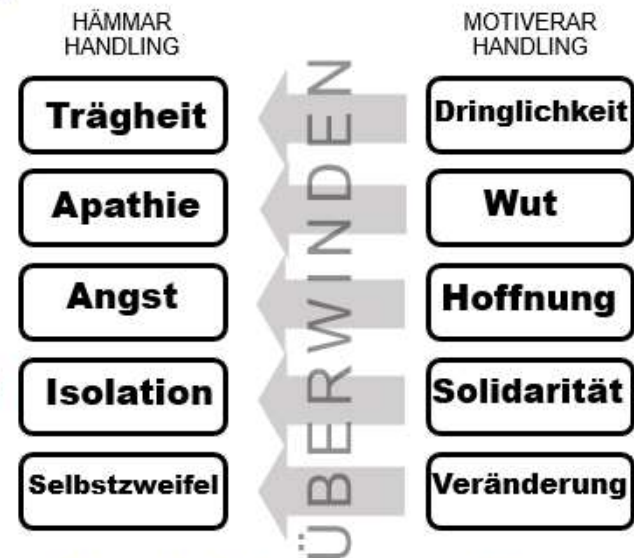 HÄMMAR
HANDLING
MOTIVERAR
HANDLING
Trägheit
Dringlichkeit
Apathie
Wut
Angst
Hoffnung
Isolation
Solidarität
Selbstzweifel
Veränderung
ÜBERWINDEN